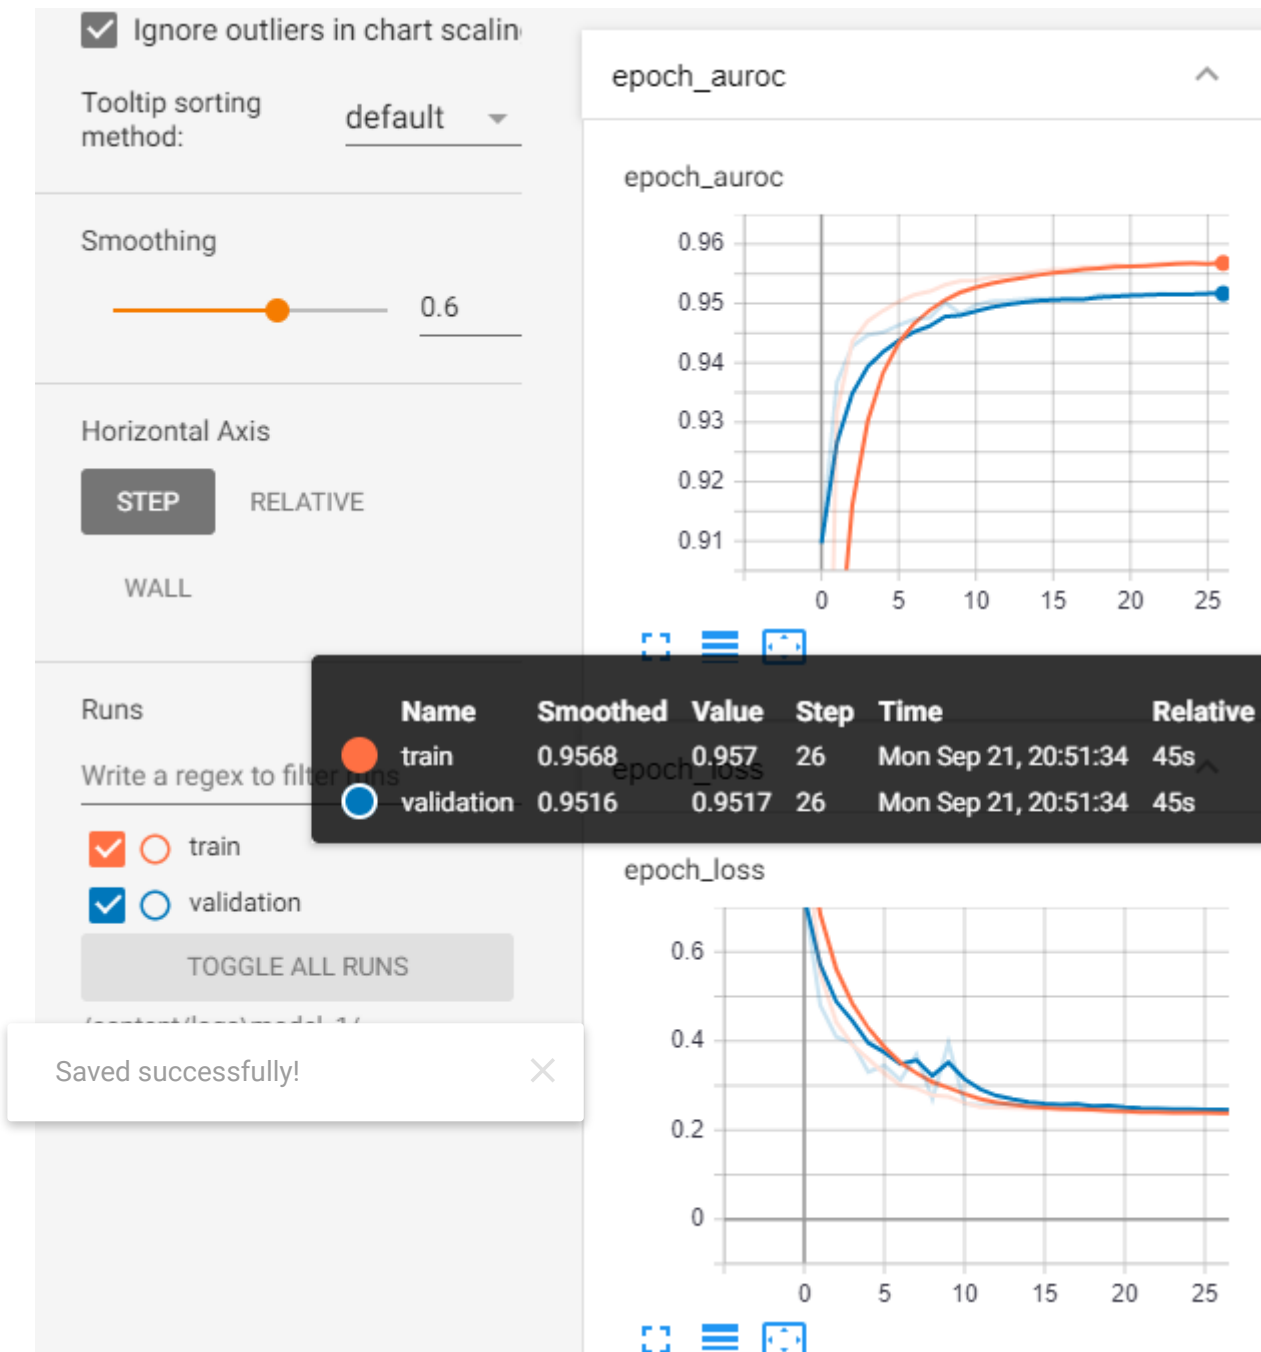 Ignore outliers in chart scalin
Tooltip sorting
method:
default
Smoothing
0.6
Horizontal Axis
STEP
RELATIVE
WALL
Runs
Write a regex to filter runs
train
validation
TOGGLE ALL RUNS
Saved successfully!
epoch_auroc
epoch_auroc
0.96
0.95
0.94
0.93
0.92
0.91
0 5 10 15 20 25
Name Smoothed Value Step Time Relative
train 0.9568 0.957 26 Mon Sep 21, 20:51:34 45s
validation 0.9516 0.9517 26 Mon Sep 21, 20:51:34 45s
epoch_loss
epoch_loss
0.6
0.4
0.2
0
0 5 10 15 20 25